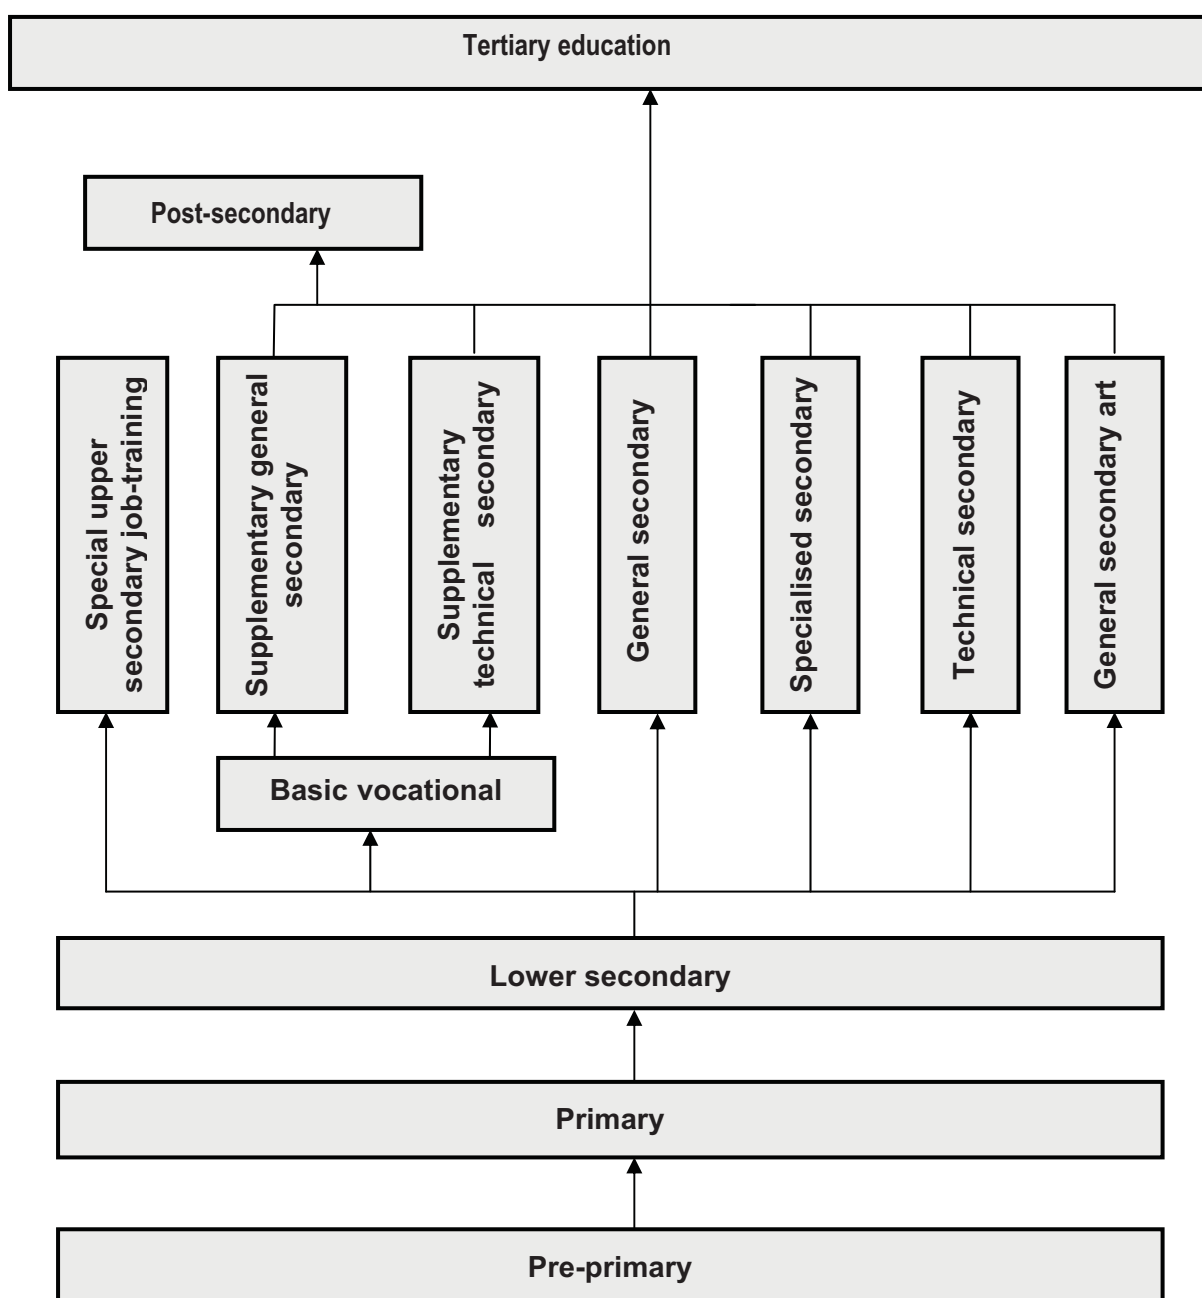 Tertiary education
Post-secondary
Special upper
secondary job-training
Supplementary general
secondary
Supplementary
technical secondary
General secondary
Specialised secondary
Technical secondary
General secondary art
Basic vocational
Lower secondary
Primary
Pre-primary